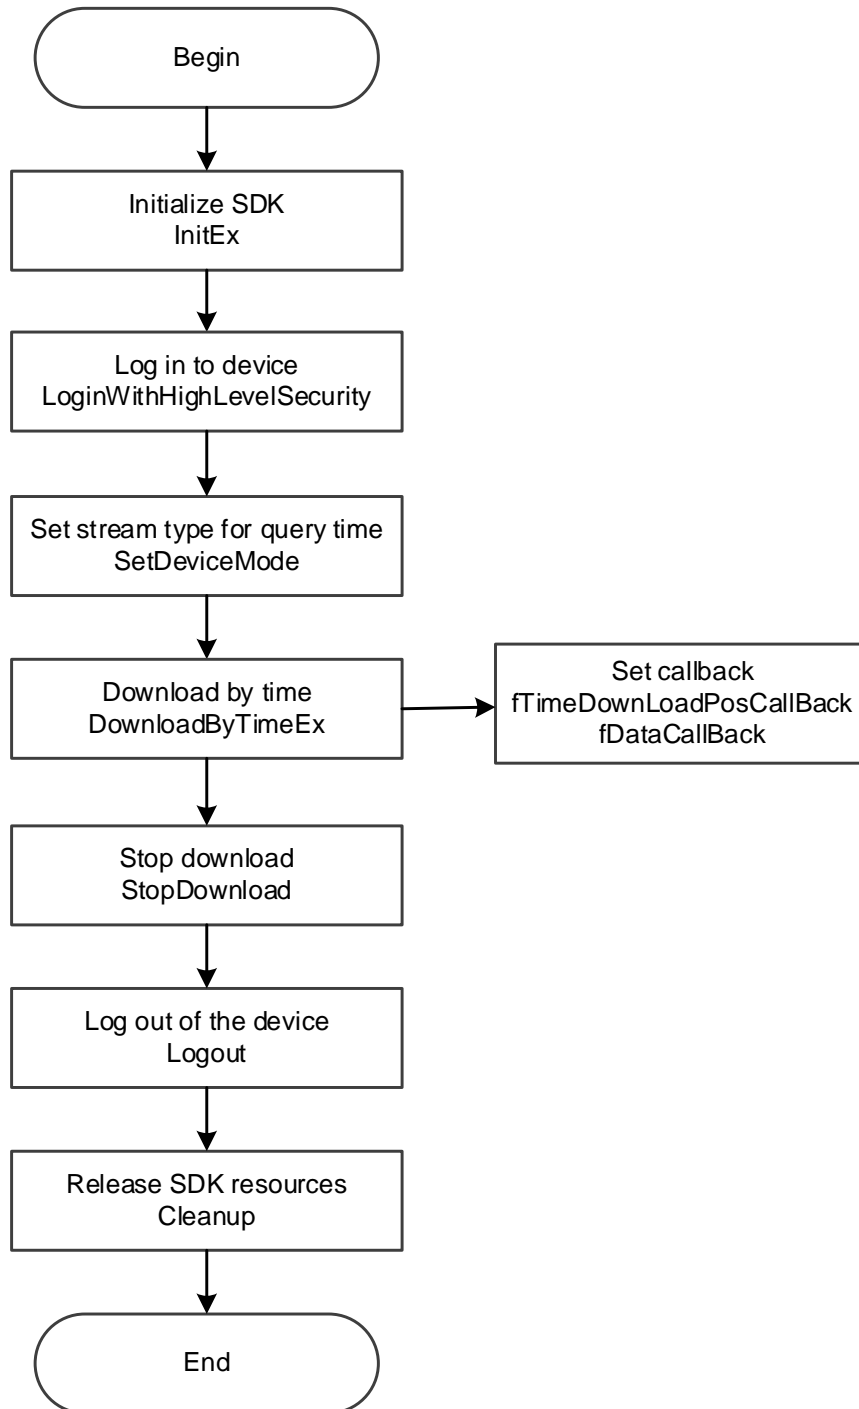 Begin
Initialize SDK
InitEx
Log in to device
LoginWithHighLevelSecurity
Set stream type for query time
SetDeviceMode
Download by time
DownloadByTimeEx
Set callback
fTimeDownLoadPosCallBack
fDataCallBack
Stop download
StopDownload
Log out of the device
Logout
Release SDK resources
Cleanup
End